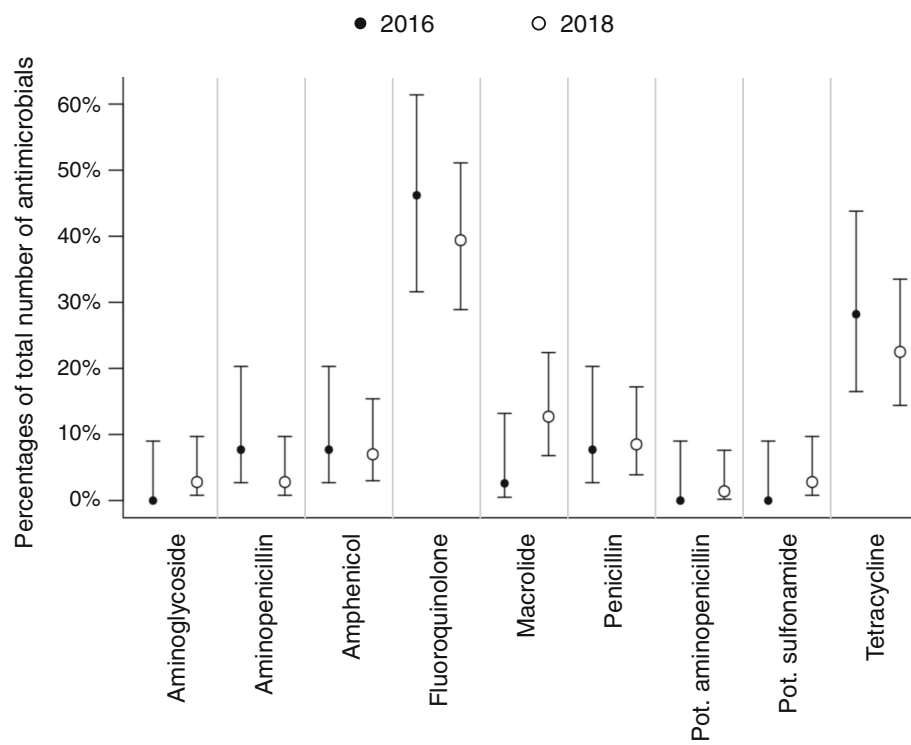 2016
2018
Percentages of total number of antimicrobials
60%
50%
40%
30%
20%
10%
0%
Aminoglycoside
Aminopenicillin
Amphenicol
Fluoroquinolone
Macrolide
Penicillin
Pot. aminopenicillin
Pot. sulfonamide
Tetracycline